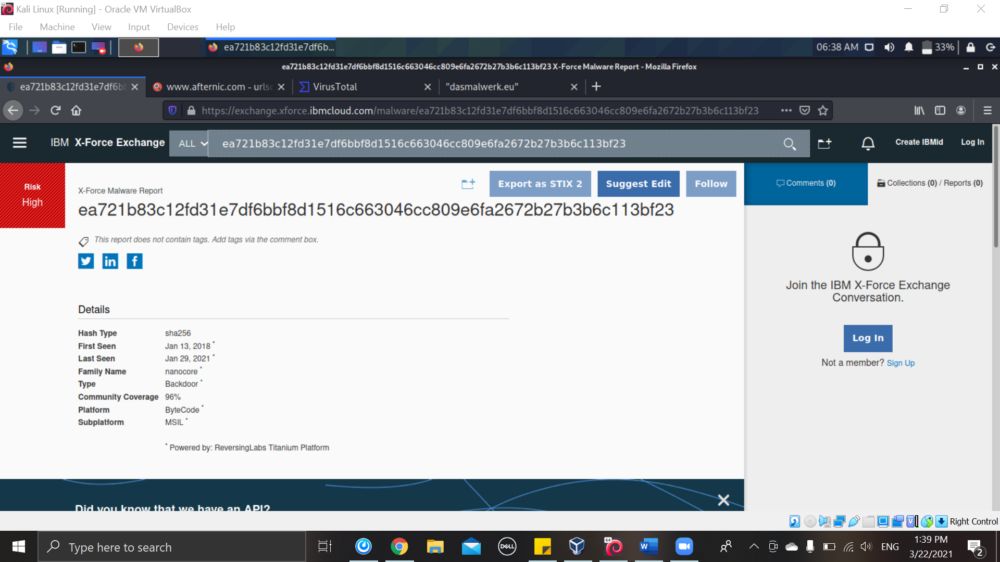 Kali Linux [Running] - Oracle VM VirtualBox
File Machine View Input Devices Help
ea721b83c12fd31e7df6b... 06:38 AM 33%
ea721b83c12fd31e7df6bbf8d1516c663046cc809e6fa2672b27b3b6c113bf23 X-Force Malware Report - Mozilla Firefox
ea721b83c12fd31e7df6bb www.afternic.com - urlsc VirusTotal "dasmalwerk.eu"
https://exchange.xforce.ibmcloud.com/malware/ea721b83c12fd31e7df6bbf8d1516c663046cc809e6fa2672b27b3b6c113bf23
IBM X-Force Exchange ALL ea721b83c12fd31e7df6bbf8d1516c663046cc809e6fa2672b27b3b6c113bf23 Create IBMid Log In
Risk
High
X-Force Malware Report
Export as STIX 2 Suggest Edit Follow
Comments (0) Collections (0) / Reports (0)
ea721b83c12fd31e7df6bbf8d1516c663046cc809e6fa2672b27b3b6c113bf23
This report does not contain tags. Add tags via the comment box.
Details
Hash Type sha256
First Seen Jan 13, 2018 *
Last Seen Jan 29, 2021 *
Family Name nanocore *
Type Backdoor *
Community Coverage 96%
Platform ByteCode *
Subplatform MSIL *
* Powered by: ReversingLabs Titanium Platform
Join the IBM X-Force Exchange
Conversation.
Log In
Not a member? Sign Up
Did you know that we have an API?
Right Control
Type here to search
DELL
64
W
ENG
1:39 PM
3/22/2021
2